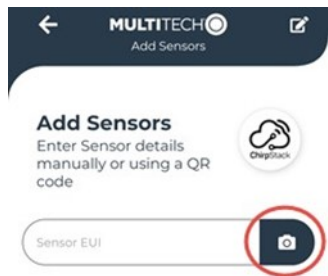 MULTITECH
Add Sensors
Add Sensors
Enter Sensor details
manually or using a QR
code
ChirpStack
Sensor EUI